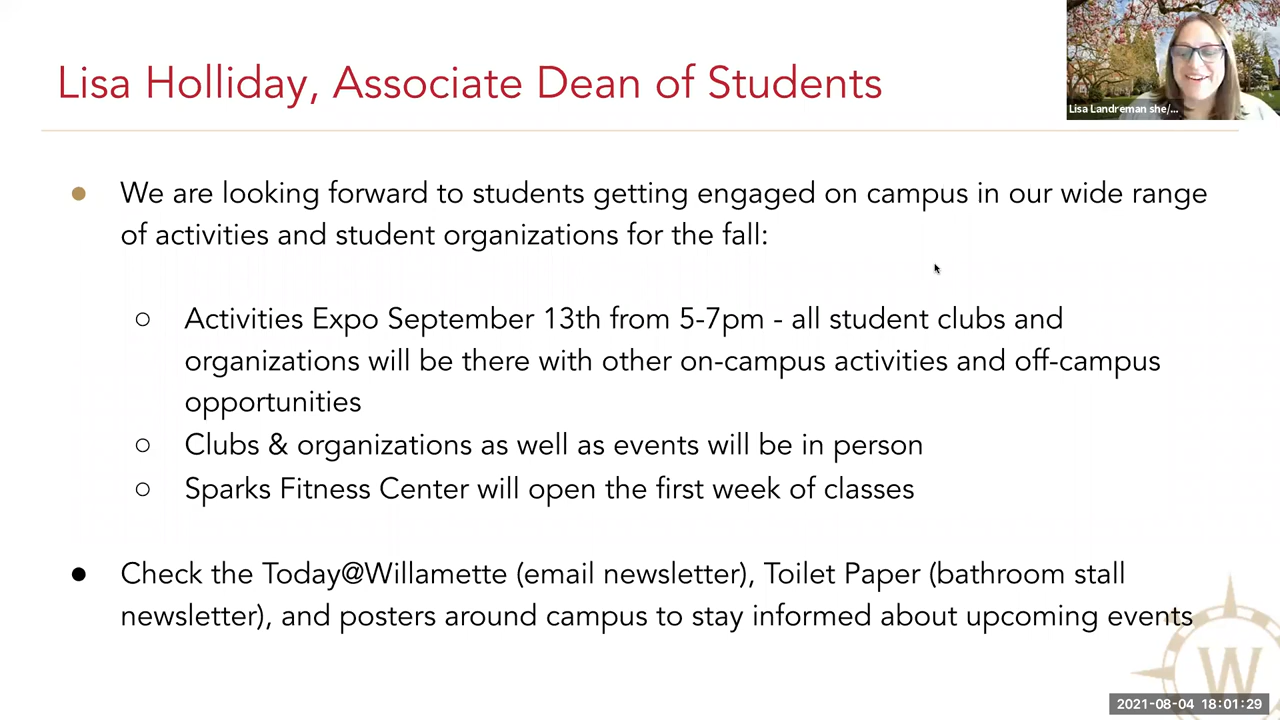 Lisa Holliday, Associate Dean of Students
Lisa Landreman she/...
● We are looking forward to students getting engaged on campus in our wide range
of activities and student organizations for the fall:
○ Activities Expo September 13th from 5-7pm - all student clubs and
organizations will be there with other on-campus activities and off-campus
opportunities
○ Clubs & organizations as well as events will be in person
○ Sparks Fitness Center will open the first week of classes
● Check the Today@Willamette (email newsletter), Toilet Paper (bathroom stall
newsletter), and posters around campus to stay informed about upcoming events
W
2021-08-04 18:01:29